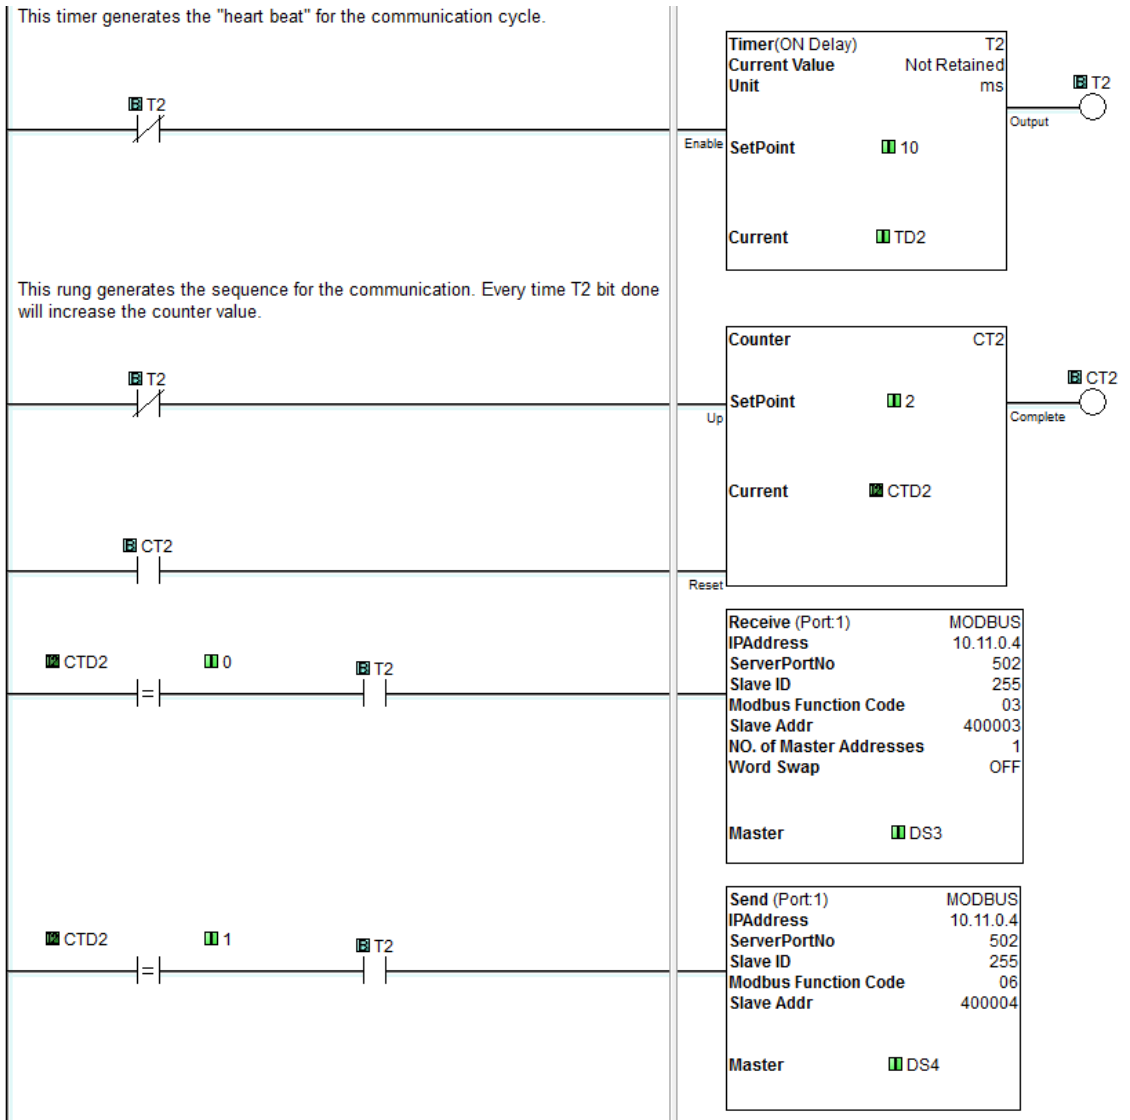 This timer generates the "heart beat" for the communication cycle.
Timer(ON Delay) T2
Current Value Not Retained
Unit ms
B T2
B T2
Output
Enable
SetPoint 10
Current TD2
This rung generates the sequence for the communication. Every time T2 bit done
will increase the counter value.
Counter CT2
B T2
B CT2
SetPoint 2
Up
Complete
Current CTD2
B CT2
Reset
Receive (Port:1) MODBUS
IPAddress 10.11.0.4
CTD2 = 0
B T2
ServerPortNo 502
Slave ID 255
Modbus Function Code 03
Slave Addr 400003
NO. of Master Addresses 1
Word Swap OFF
Master DS3
Send (Port:1) MODBUS
IPAddress 10.11.0.4
CTD2 = 1
B T2
ServerPortNo 502
Slave ID 255
Modbus Function Code 06
Slave Addr 400004
Master DS4